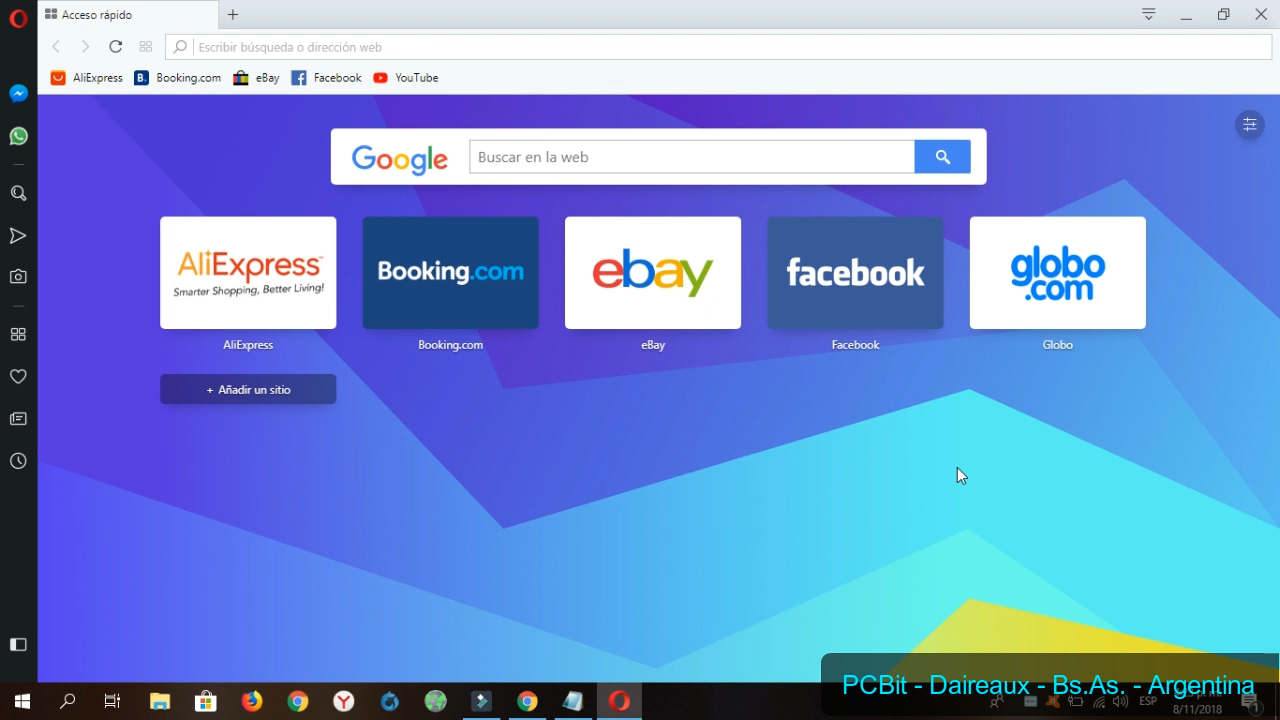 Acceso rápido
Escribir búsqueda o dirección web
AliExpress Booking.com eBay Facebook YouTube
Google Buscar en la web
AliExpress
Smarter Shopping, Better Living!
Booking.com
ebay
facebook
globo
.com
AliExpress Booking.com eBay Facebook Globo
+ Añadir un sitio
PCBit - Daireaux - Bs.As. - Argentina
ESP
8/11/2018
1